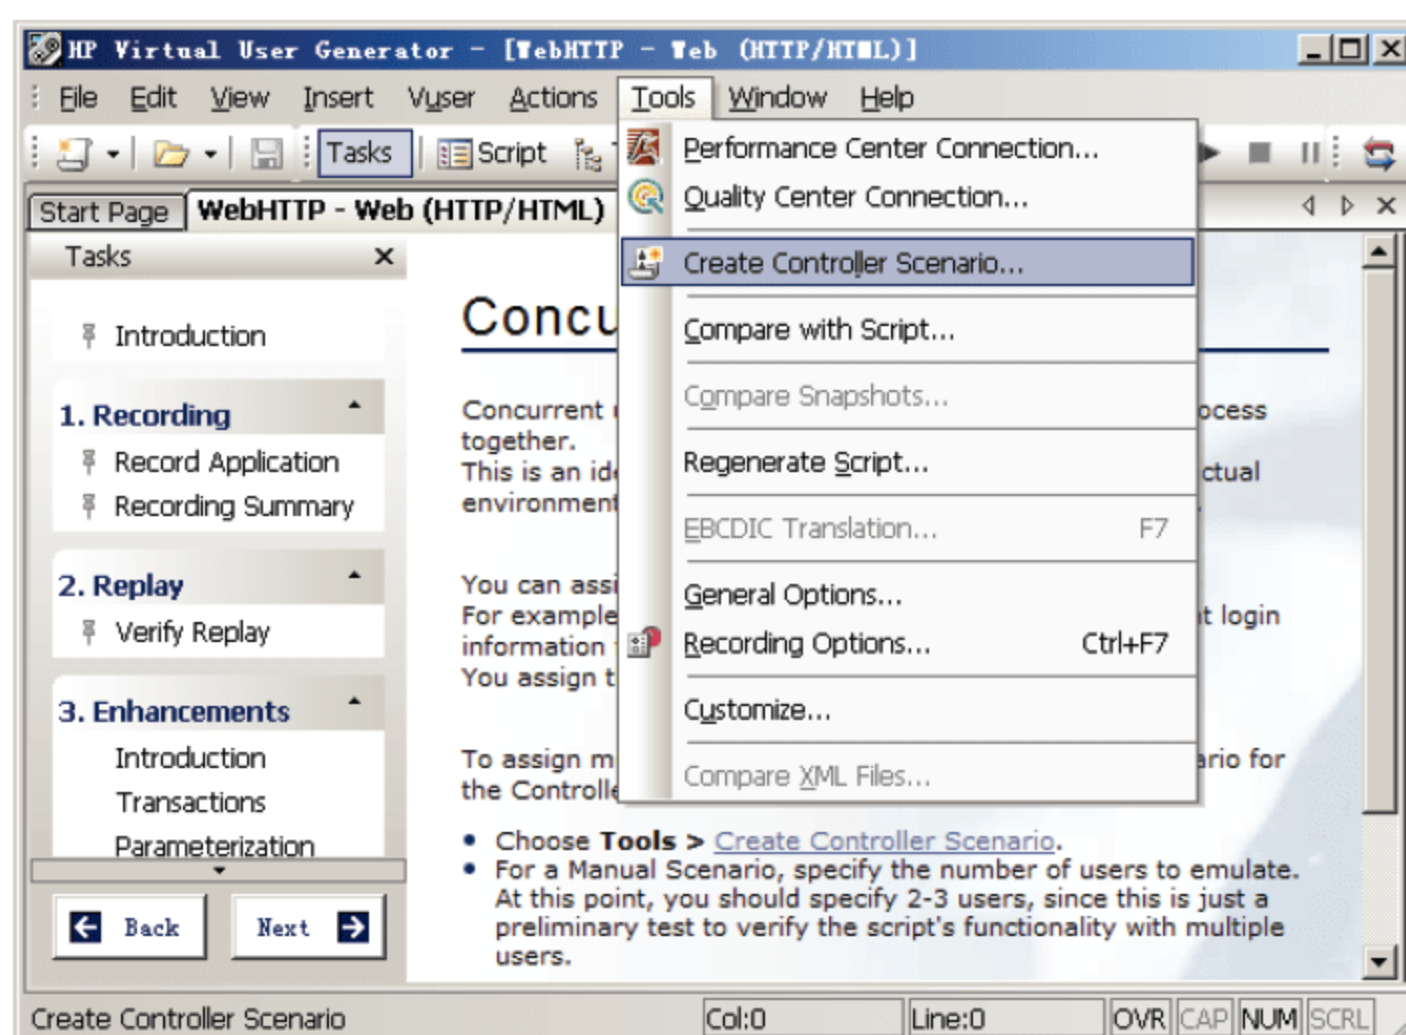 HP Virtual User Generator - [WebHTTP - Web (HTTP/HTML)]
File Edit View Insert Vuser Actions Tools Window Help
Tasks Script
Start Page WebHTTP - Web (HTTP/HTML)
Tasks
Introduction
1. Recording
Record Application
Recording Summary
2. Replay
Verify Replay
3. Enhancements
Introduction
Transactions
Parameterization
Back Next
Performance Center Connection...
Quality Center Connection...
Create Controller Scenario...
Compare with Script...
Compare Snapshots...
Regenerate Script...
EBCDIC Translation... F7
General Options...
Recording Options... Ctrl+F7
Customize...
Compare XML Files...
Concu
Concurrent ocess
together.
This is an ide ctual
environment
You can assi
For example t login
information
You assign t
To assign m ario for
the Controlle
• Choose Tools > Create Controller Scenario.
• For a Manual Scenario, specify the number of users to emulate.
At this point, you should specify 2-3 users, since this is just a
preliminary test to verify the script's functionality with multiple
users.
Create Controller Scenario Col:0 Line:0 OVR CAP NUM SCRL